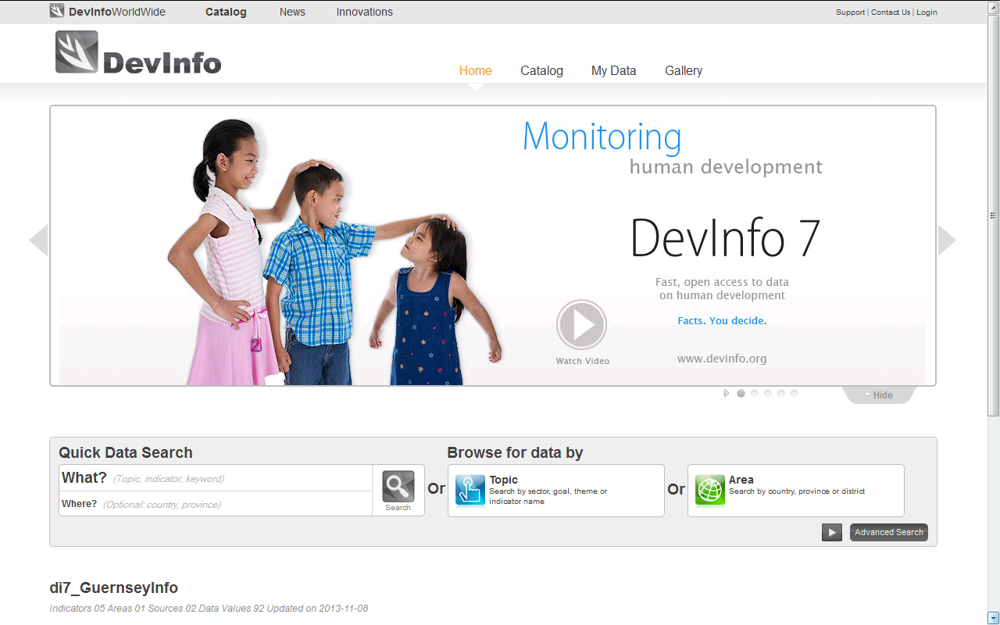 DevInfoWorldWide Catalog News Innovations Support | Contact Us | Login
DevInfo
Home Catalog My Data Gallery
Monitoring
human development
DevInfo 7
Fast, open access to data
on human development
Facts. You decide.
Watch Video
www.devinfo.org
2
Hide
Quick Data Search
What? (Topic, indicator, keyword)
Where? (Optional: country, province)
Search
Or
Browse for data by
Topic
Search by sector, goal, theme or
indicator name
Or
Area
Search by country, province or district
Advanced Search
di7_GuernseyInfo
Indicators 05 Areas 01 Sources 02 Data Values 92 Updated on 2013-11-08